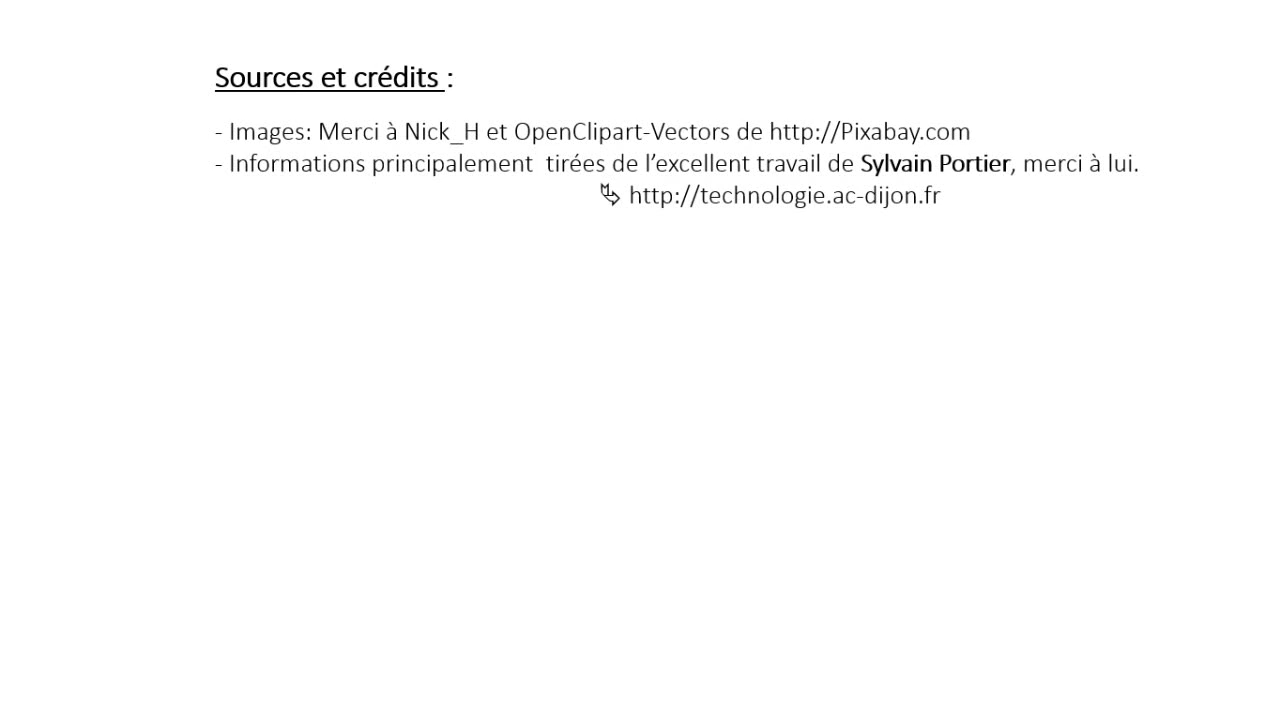 Sources et crédits :
- Images: Merci à Nick_H et OpenClipart-Vectors de http://Pixabay.com
- Informations principalement  tirées de l’excellent travail de Sylvain Portier, merci à lui.
http://technologie.ac-dijon.fr